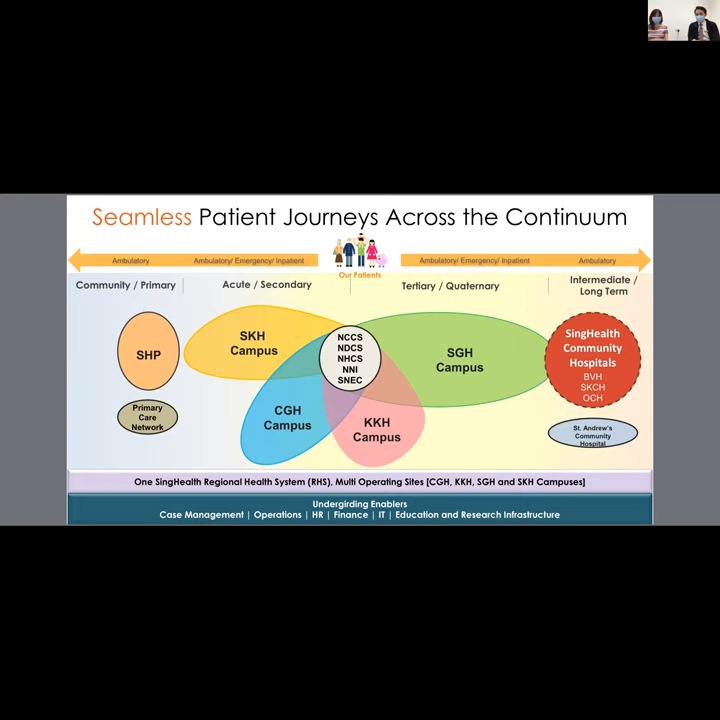 Seamless Patient Journeys Across the Continuum
Ambulatory
Ambulatory/ Emergency/ Inpatient
Our Patients
Ambulatory/ Emergency/ Inpatient
Ambulatory
Community / Primary
Acute / Secondary
Tertiary / Quaternary
Intermediate /
Long Term
SHP
Primary
Care
Network
SKH
Campus
CGH
Campus
NCCS
NDCS
NHCS
NNI
SNEC
KKH
Campus
SGH
Campus
SingHealth
Community
Hospitals
BVH
SKCH
OCH
St. Andrew's
Community
Hospital
One SingHealth Regional Health System (RHS), Multi Operating Sites [CGH, KKH, SGH and SKH Campuses]
Undergirding Enablers
Case Management | Operations | HR | Finance | IT | Education and Research Infrastructure